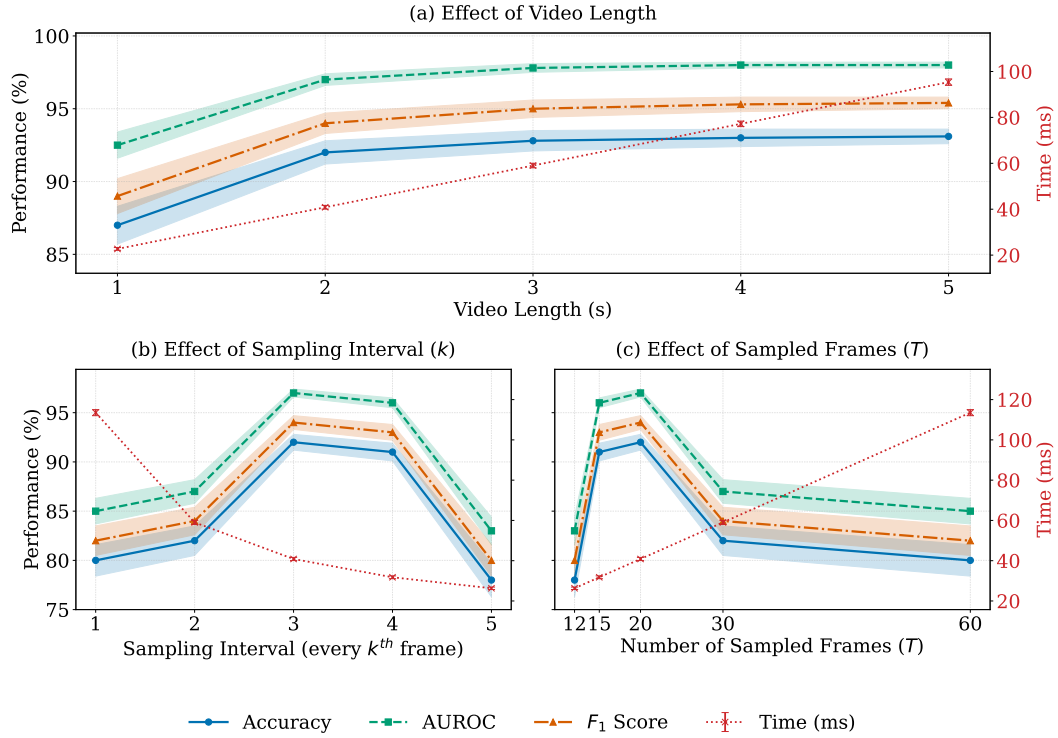 (a) Effect of Video Length
100
95
90
85
Performance (%)
100
80
60
40
20
Time (ms)
1 2 3 4 5
Video Length (s)
(b) Effect of Sampling Interval (k)
95
90
85
80
75
Performance (%)
1 2 3 4 5
Sampling Interval (every kth frame)
(c) Effect of Sampled Frames (T)
120
100
80
60
40
20
Time (ms)
12 15 20 30 60
Number of Sampled Frames (T)
Accuracy AUROC F1 Score Time (ms)